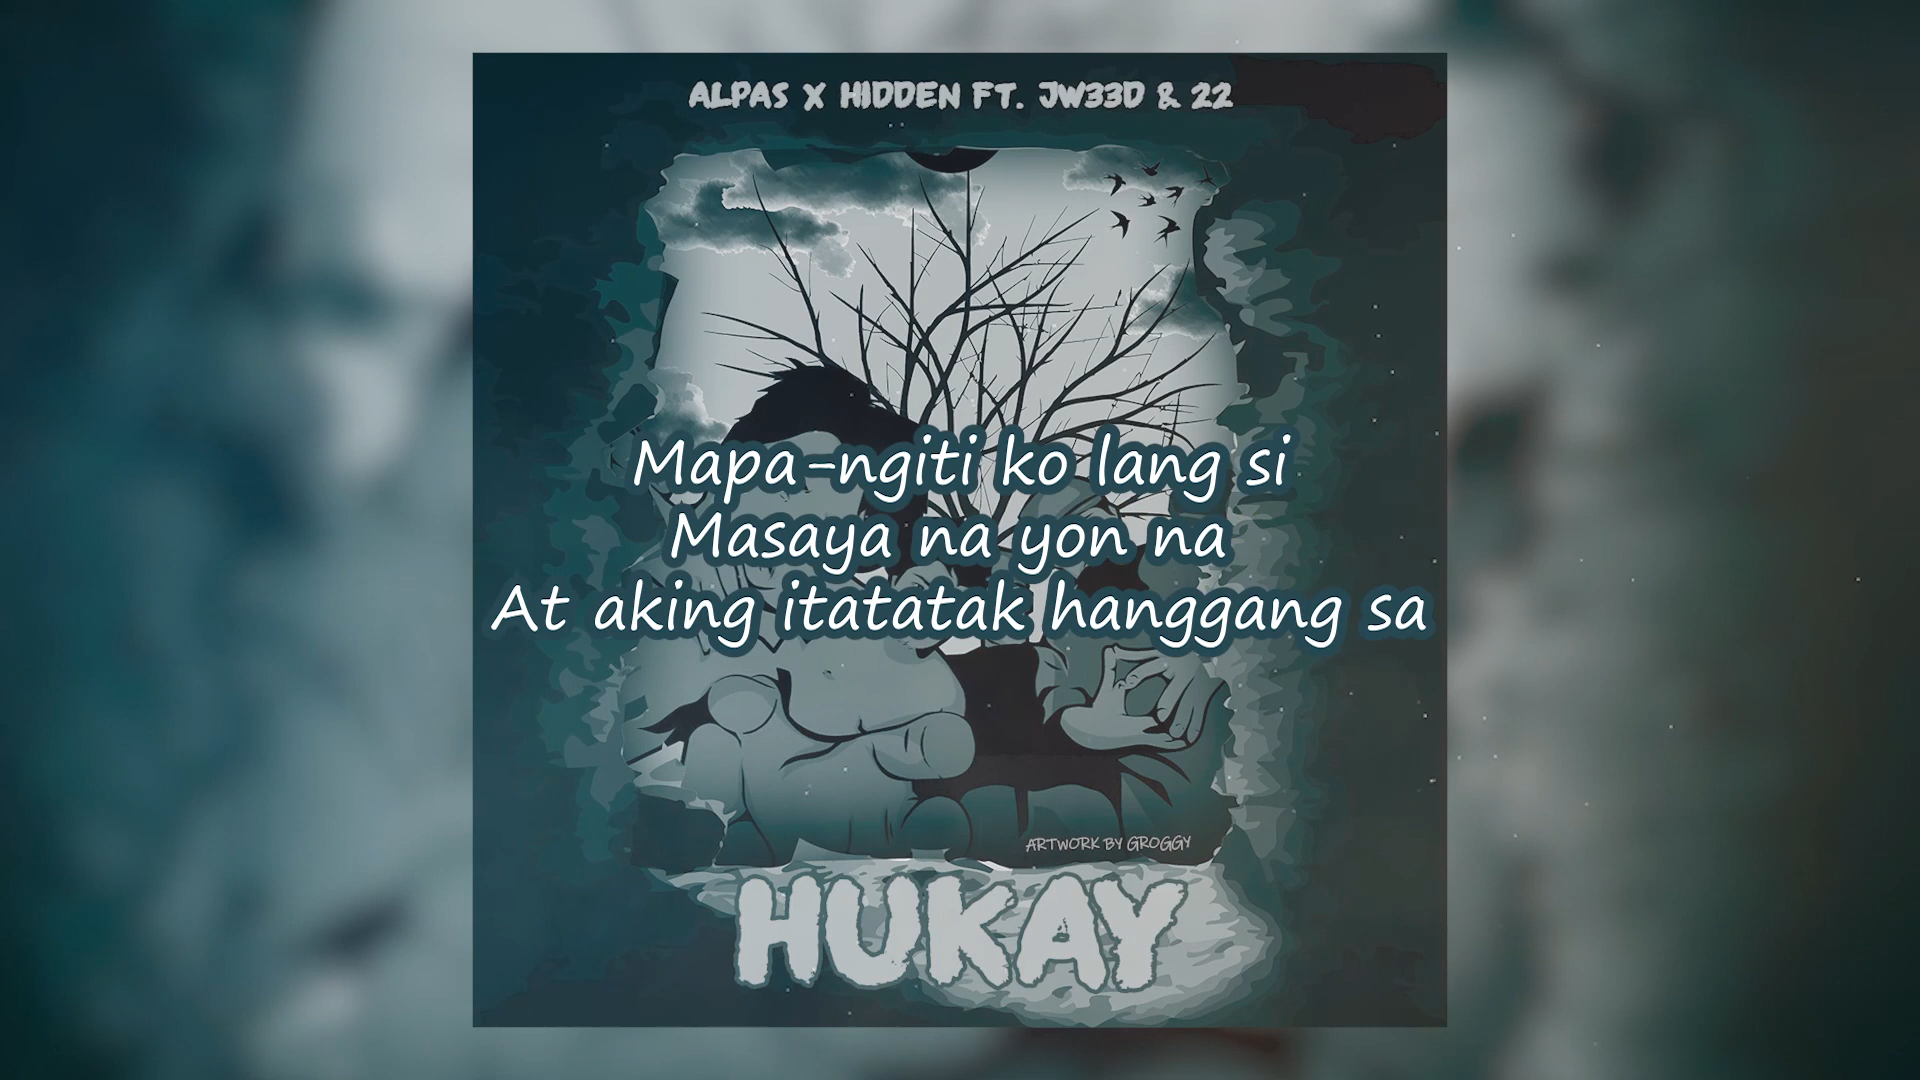 ALPAS X HIDDEN FT. JW33D & 22
Mapa-ngiti ko lang si
Masaya na yon na
At aking itatatak hanggang sa
ARTWORK BY GROGGY
HUKAY